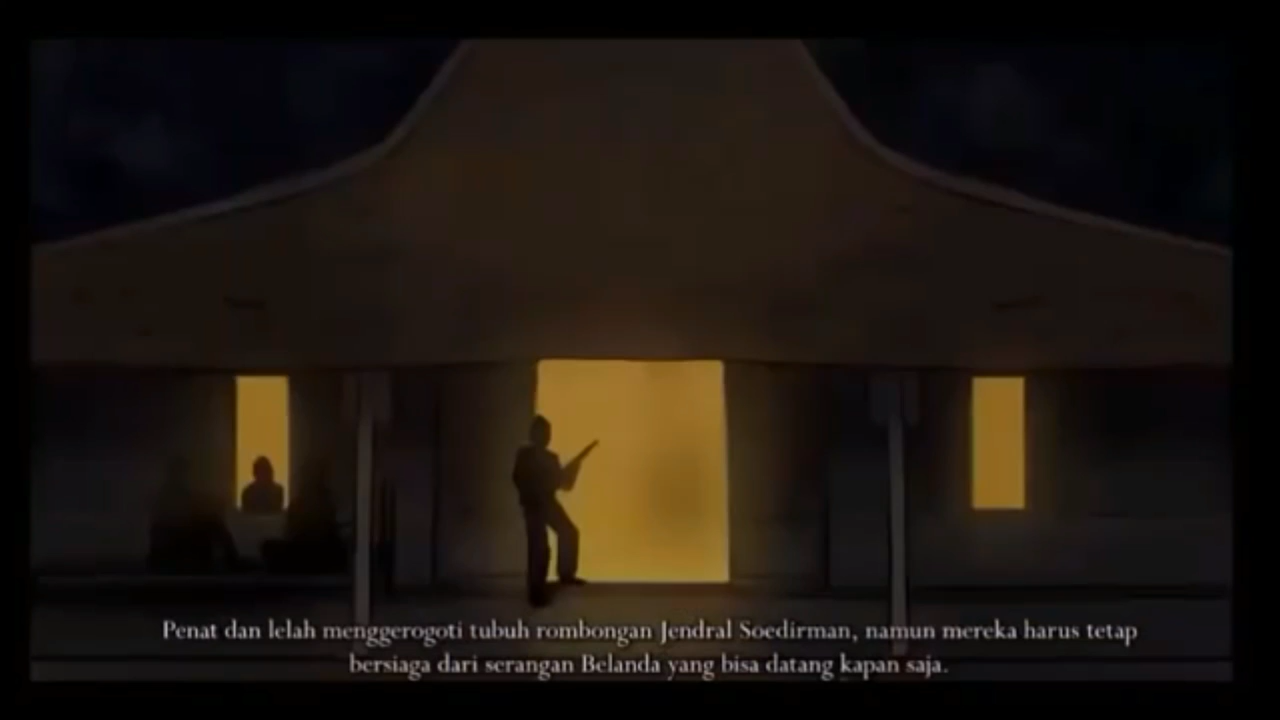 Penat dan lelah menggerogoti tubuh rombongan Jendral Soedirman, namun mereka harus tetap
bersiaga dari serangan Belanda yang bisa datang kapan saja.